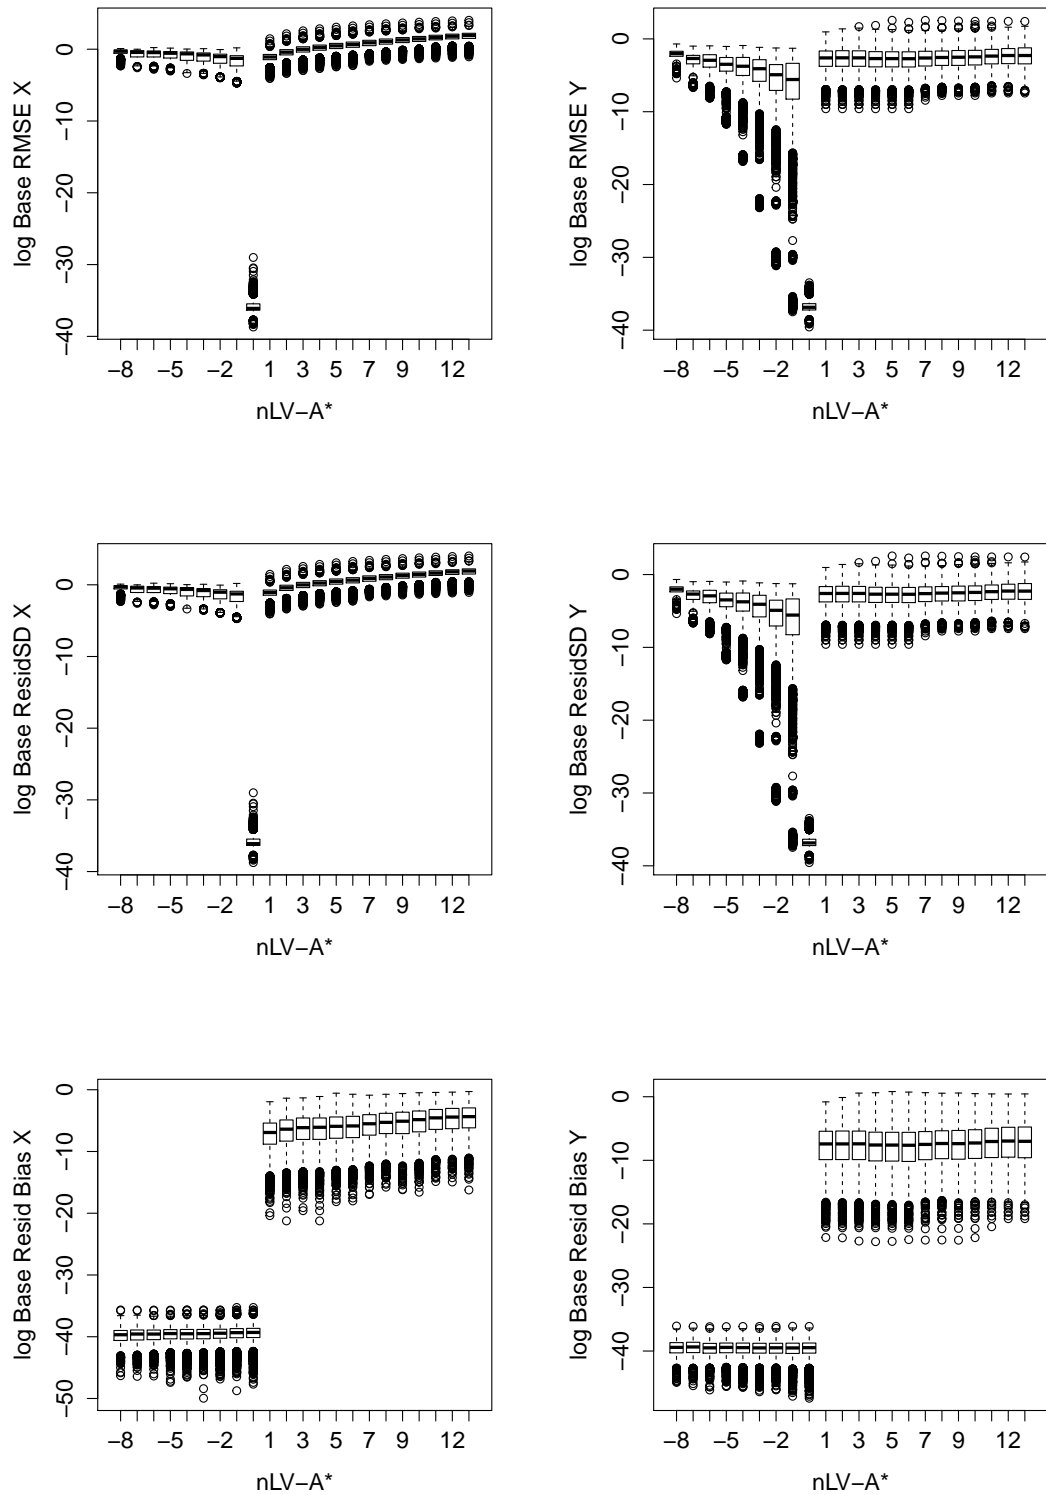 log Base RMSE X
0
−10
−20
−30
−40
−8 −5 −2 1 3 5 7 9 12
nLV−A*
log Base RMSE Y
0
−10
−20
−30
−40
−8 −5 −2 1 3 5 7 9 12
nLV−A*
log Base ResidSD X
0
−10
−20
−30
−40
−8 −5 −2 1 3 5 7 9 12
nLV−A*
log Base ResidSD Y
0
−10
−20
−30
−40
−8 −5 −2 1 3 5 7 9 12
nLV−A*
log Base Resid Bias X
0
−10
−20
−30
−40
−50
−8 −5 −2 1 3 5 7 9 12
nLV−A*
log Base Resid Bias Y
0
−10
−20
−30
−40
−8 −5 −2 1 3 5 7 9 12
nLV−A*